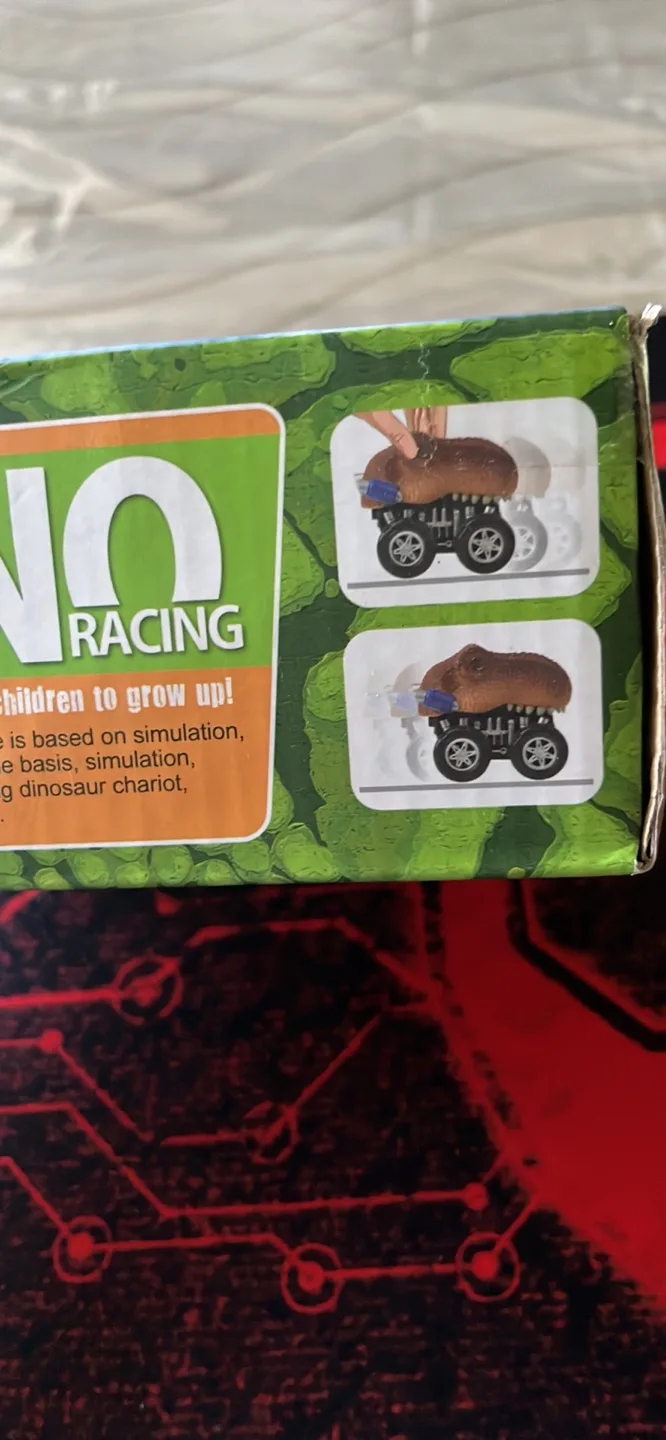 NO
RACING
children to grow up!
is based on simulation,
basis, simulation,
dinosaur chariot,